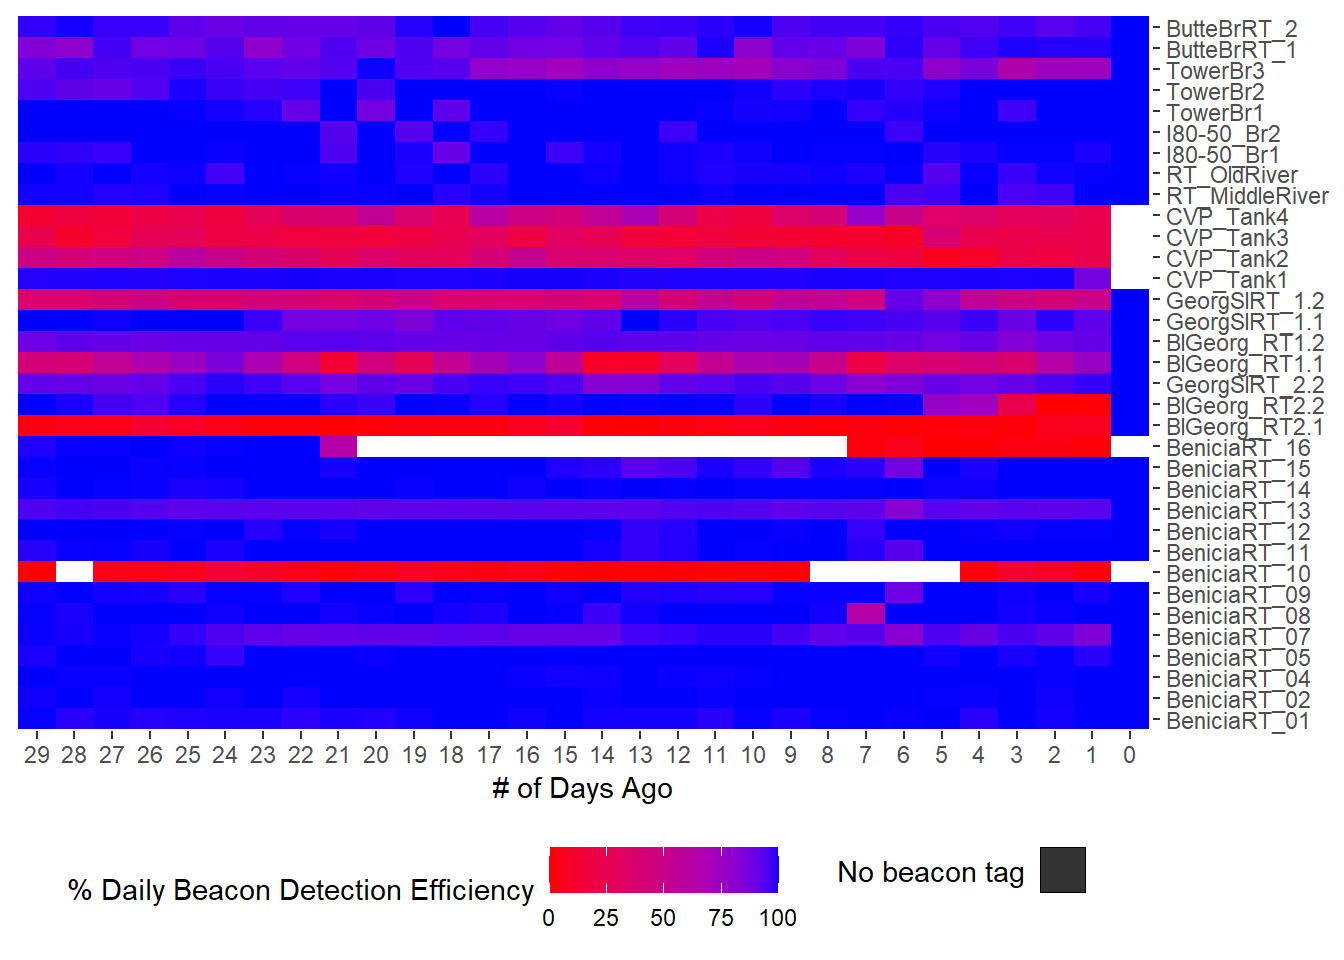 ButteBrRT_2
ButteBrRT_1
TowerBr3
TowerBr2
TowerBr1
I80-50_Br2
I80-50_Br1
RT_OldRiver
RT_MiddleRiver
CVP_Tank4
CVP_Tank3
CVP_Tank2
CVP_Tank1
GeorgSlRT_1.2
GeorgSlRT_1.1
BlGeorg_RT1.2
BlGeorg_RT1.1
GeorgSlRT_2.2
BlGeorg_RT2.2
BlGeorg_RT2.1
BeniciaRT_16
BeniciaRT_15
BeniciaRT_14
BeniciaRT_13
BeniciaRT_12
BeniciaRT_11
BeniciaRT_10
BeniciaRT_09
BeniciaRT_08
BeniciaRT_07
BeniciaRT_05
BeniciaRT_04
BeniciaRT_02
BeniciaRT_01
29 28 27 26 25 24 23 22 21 20 19 18 17 16 15 14 13 12 11 10 9 8 7 6 5 4 3 2 1 0
# of Days Ago
% Daily Beacon Detection Efficiency
0 25 50 75 100
No beacon tag